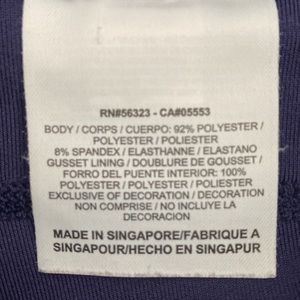 RN#56323 - CA#05553
BODY / CORPS / CUERPO: 92% POLYESTER /
POLYESTER / POLIESTER
8% SPANDEX / ELASTHANNE / ELASTANO
GUSSET LINING / DOUBLURE DE GOUSSET /
FORRO DEL PUENTE INTERIOR: 100%
POLYESTER / POLYESTER / POLIESTER
EXCLUSIVE OF DECORATION / DECORATION
NON COMPRISE / NO INCLUYE LA
DECORACION
MADE IN SINGAPORE/FABRIQUE A
SINGAPOUR/HECHO EN SINGAPUR